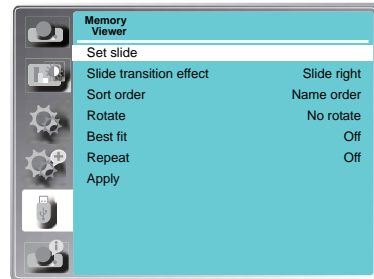 Memory
Viewer
Set slide
Slide transition effect Slide right
Sort order Name order
Rotate No rotate
Best fit Off
Repeat Off
Apply